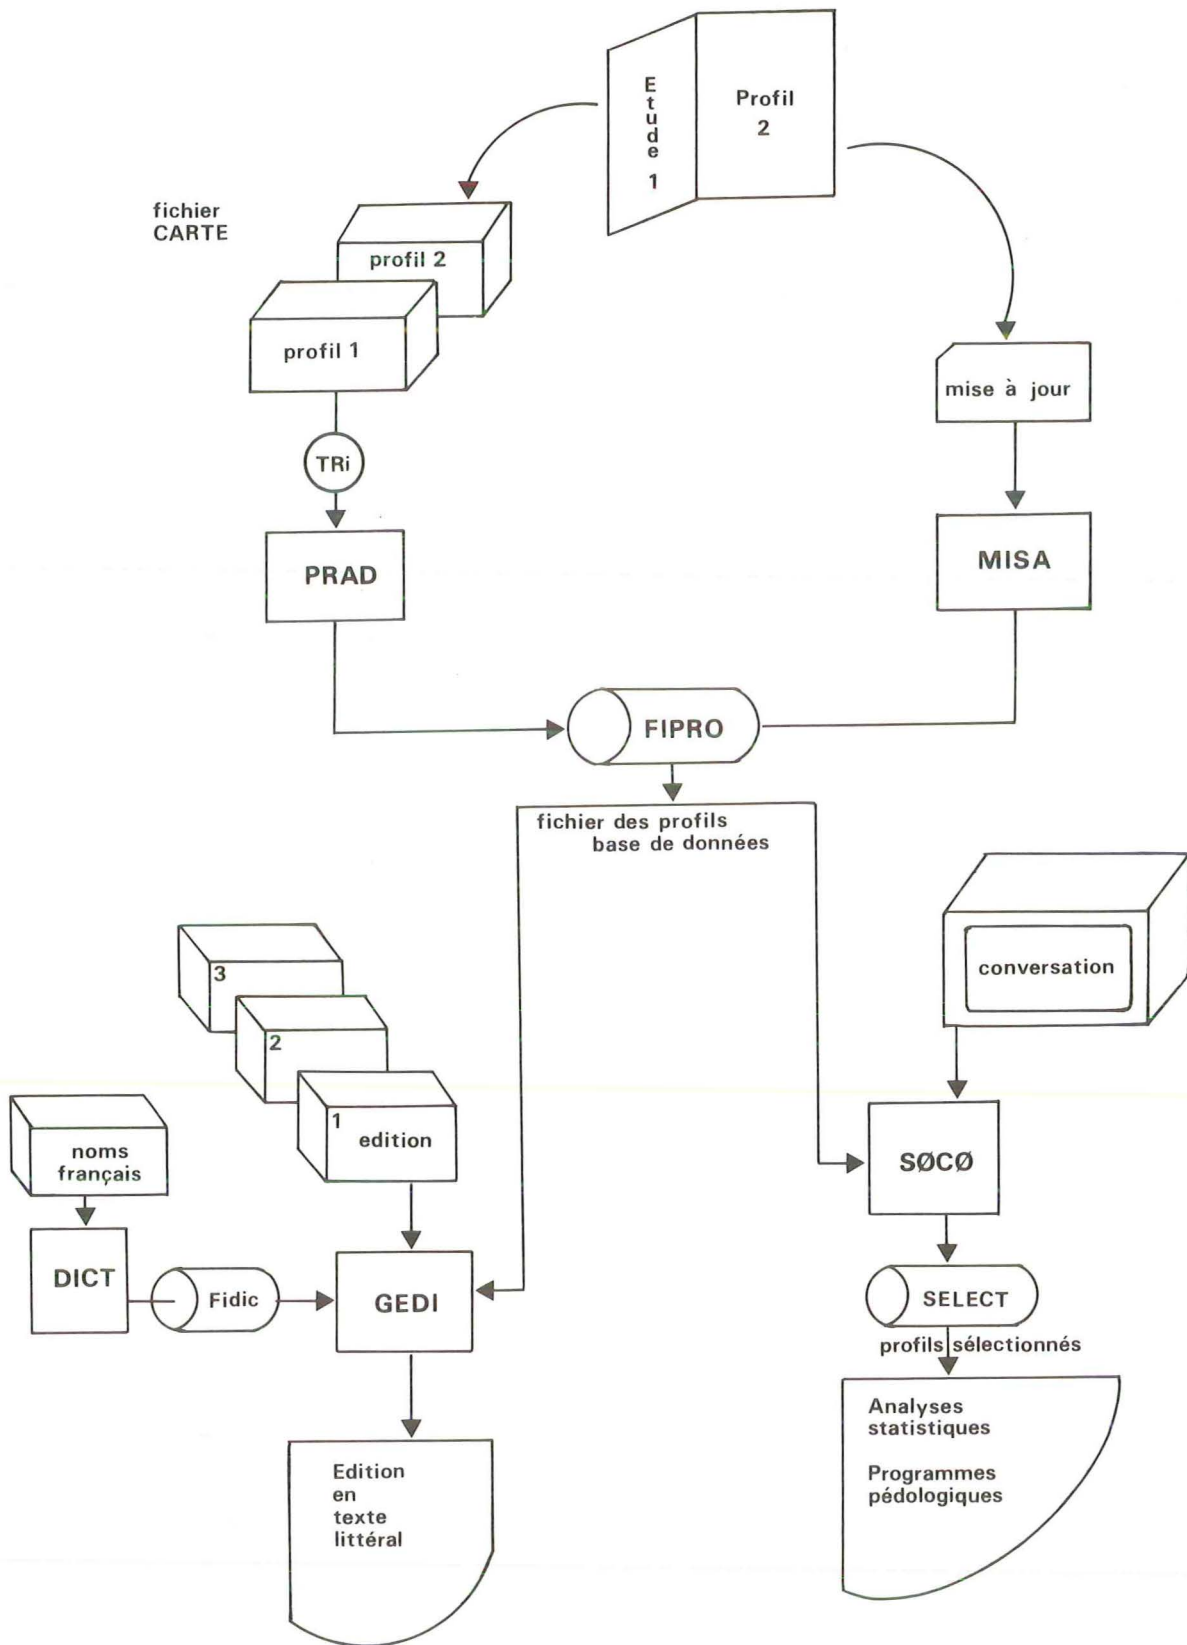 Etude 1
Profil
2
fichier
CARTE
profil 2
profil 1
mise à jour
TRi
PRAD
MISA
FIPRO
fichier des profils
base de données
conversation
3
2
1 edition
noms
français
SØCØ
DICT
Fidic
GEDI
SELECT
profils sélectionnés
Analyses
statistiques
Programmes
pédologiques
Edition
en
texte
littéral